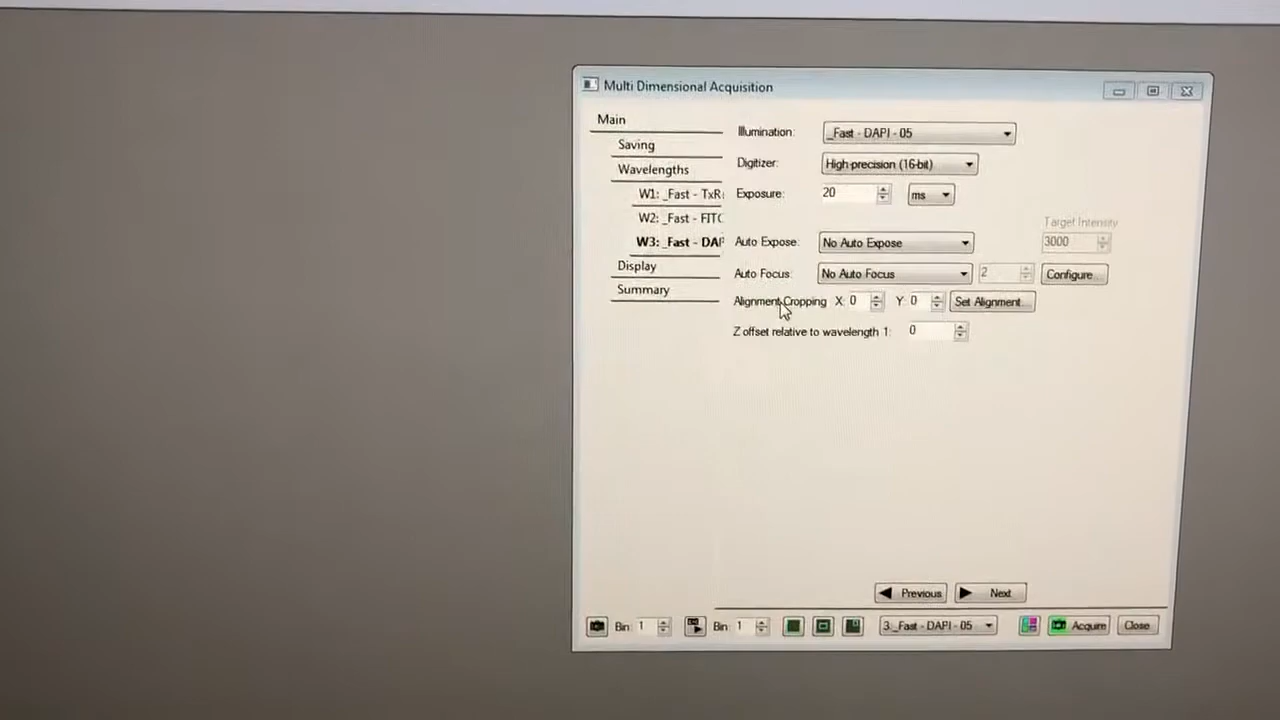 Multi Dimensional Acquisition
Main
Saving
Wavelengths
W1: _Fast - TxR
W2: _Fast - FITC
W3: _Fast - DAP
Display
Summary
Illumination: _Fast - DAPI - 05
Digitizer: High-precision (16-bit)
Exposure: 20 ms
Target Intensity
Auto Expose: No Auto Expose 3000
Auto Focus: No Auto Focus 2 Configure...
Alignment Cropping X: 0 Y: 0 Set Alignment...
Z offset relative to wavelength 1: 0
Previous Next
Bin: 1 Bin: 1 3:_Fast - DAPI - 05 Acquire Close